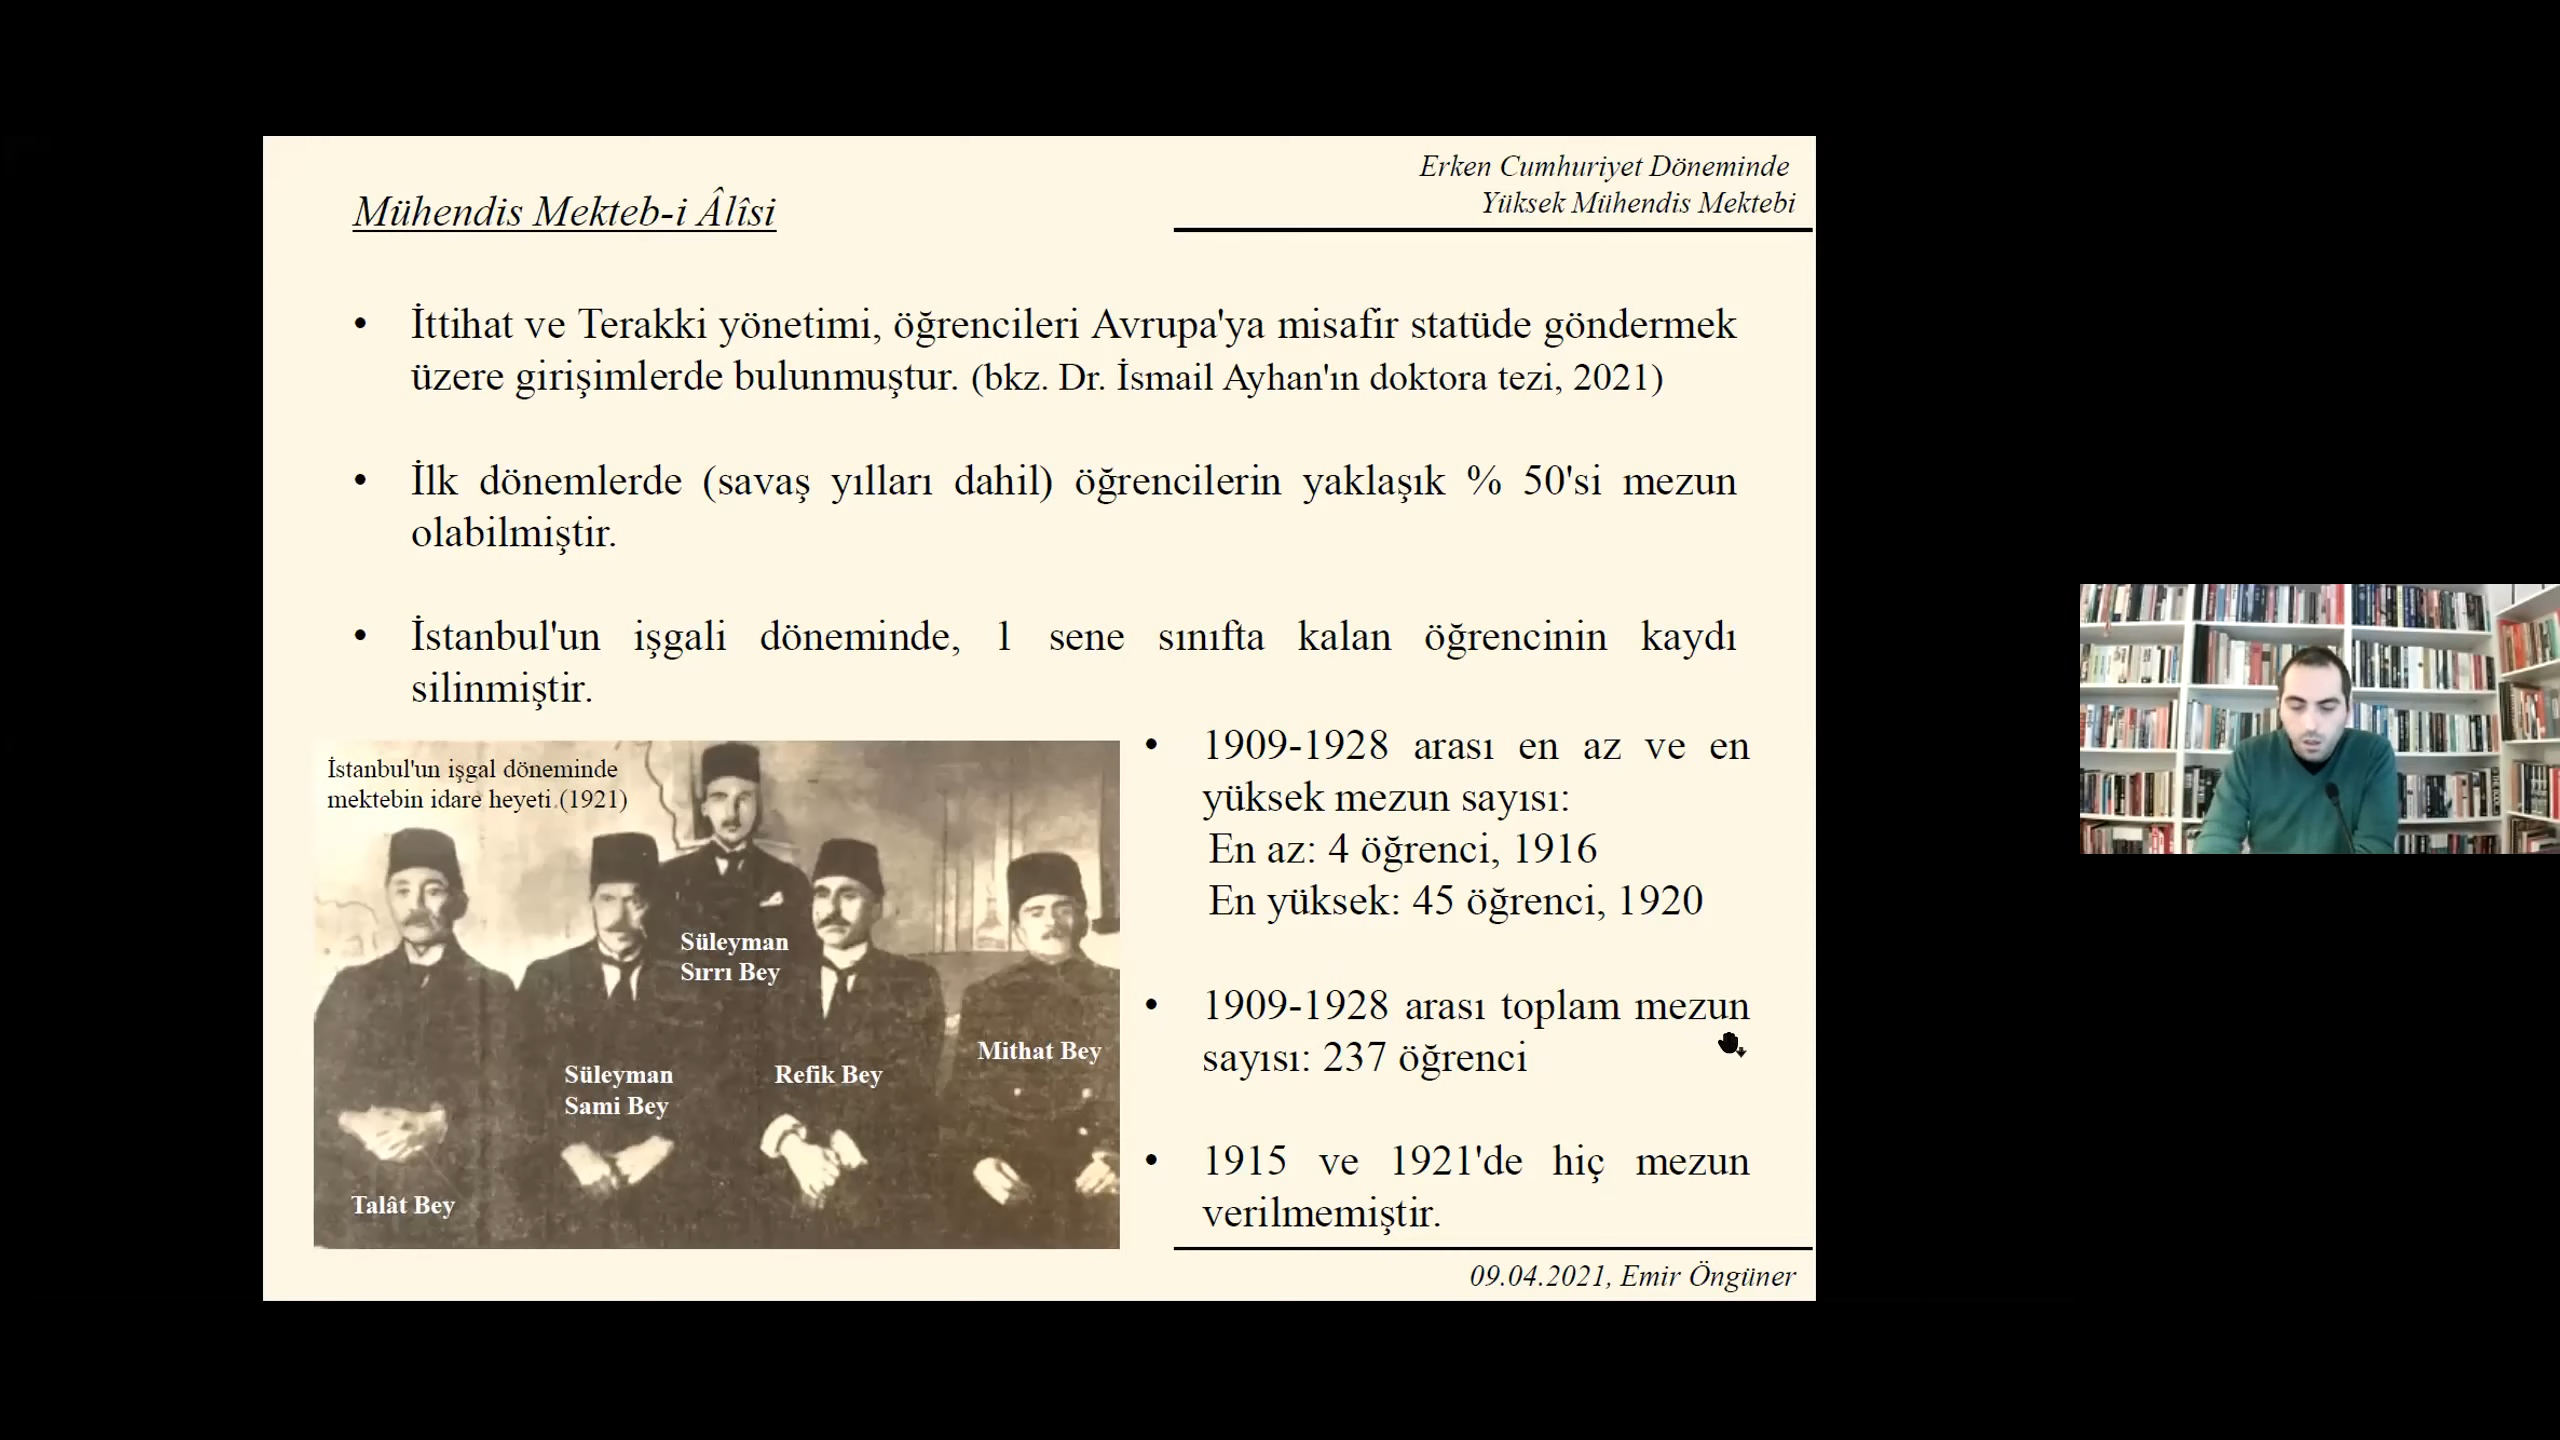 Erken Cumhuriyet Döneminde
Yüksek Mühendis Mektebi
Mühendis Mekteb-i Âlîsi
• İttihat ve Terakki yönetimi, öğrencileri Avrupa'ya misafir statüde göndermek
üzere girişimlerde bulunmuştur. (bkz. Dr. İsmail Ayhan'ın doktora tezi, 2021)
• İlk dönemlerde (savaş yılları dahil) öğrencilerin yaklaşık % 50'si mezun
olabilmiştir.
• İstanbul'un işgali döneminde, 1 sene sınıfta kalan öğrencinin kaydı
silinmiştir.
İstanbul'un işgal döneminde
mektebin idare heyeti (1921)
Süleyman
Sırrı Bey
Mithat Bey
Süleyman
Sami Bey
Refik Bey
Talât Bey
• 1909-1928 arası en az ve en
yüksek mezun sayısı:
En az: 4 öğrenci, 1916
En yüksek: 45 öğrenci, 1920
• 1909-1928 arası toplam mezun
sayısı: 237 öğrenci
• 1915 ve 1921'de hiç mezun
verilmemiştir.
09.04.2021, Emir Öngüner